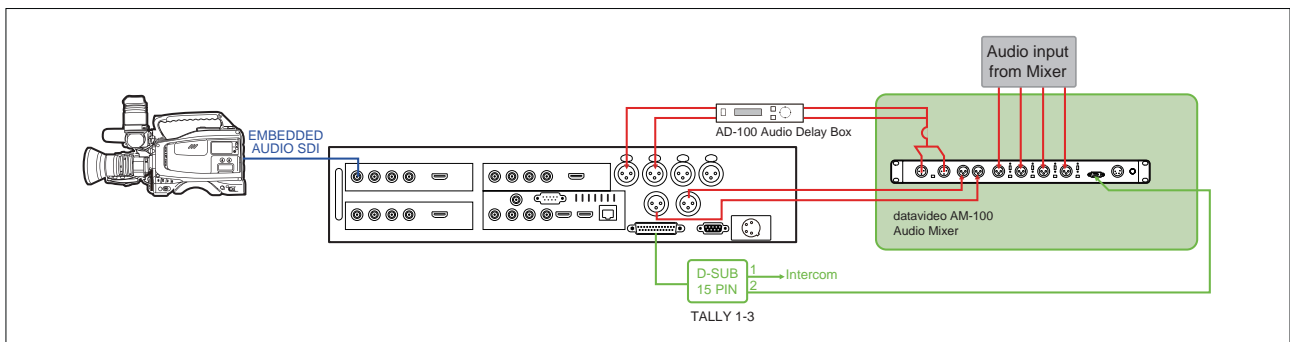 Audio input
from Mixer
AD-100 Audio Delay Box
EMBEDDED
AUDIO SDI
datavideo AM-100
Audio Mixer
D-SUB
15 PIN
1
Intercom
2
TALLY 1-3